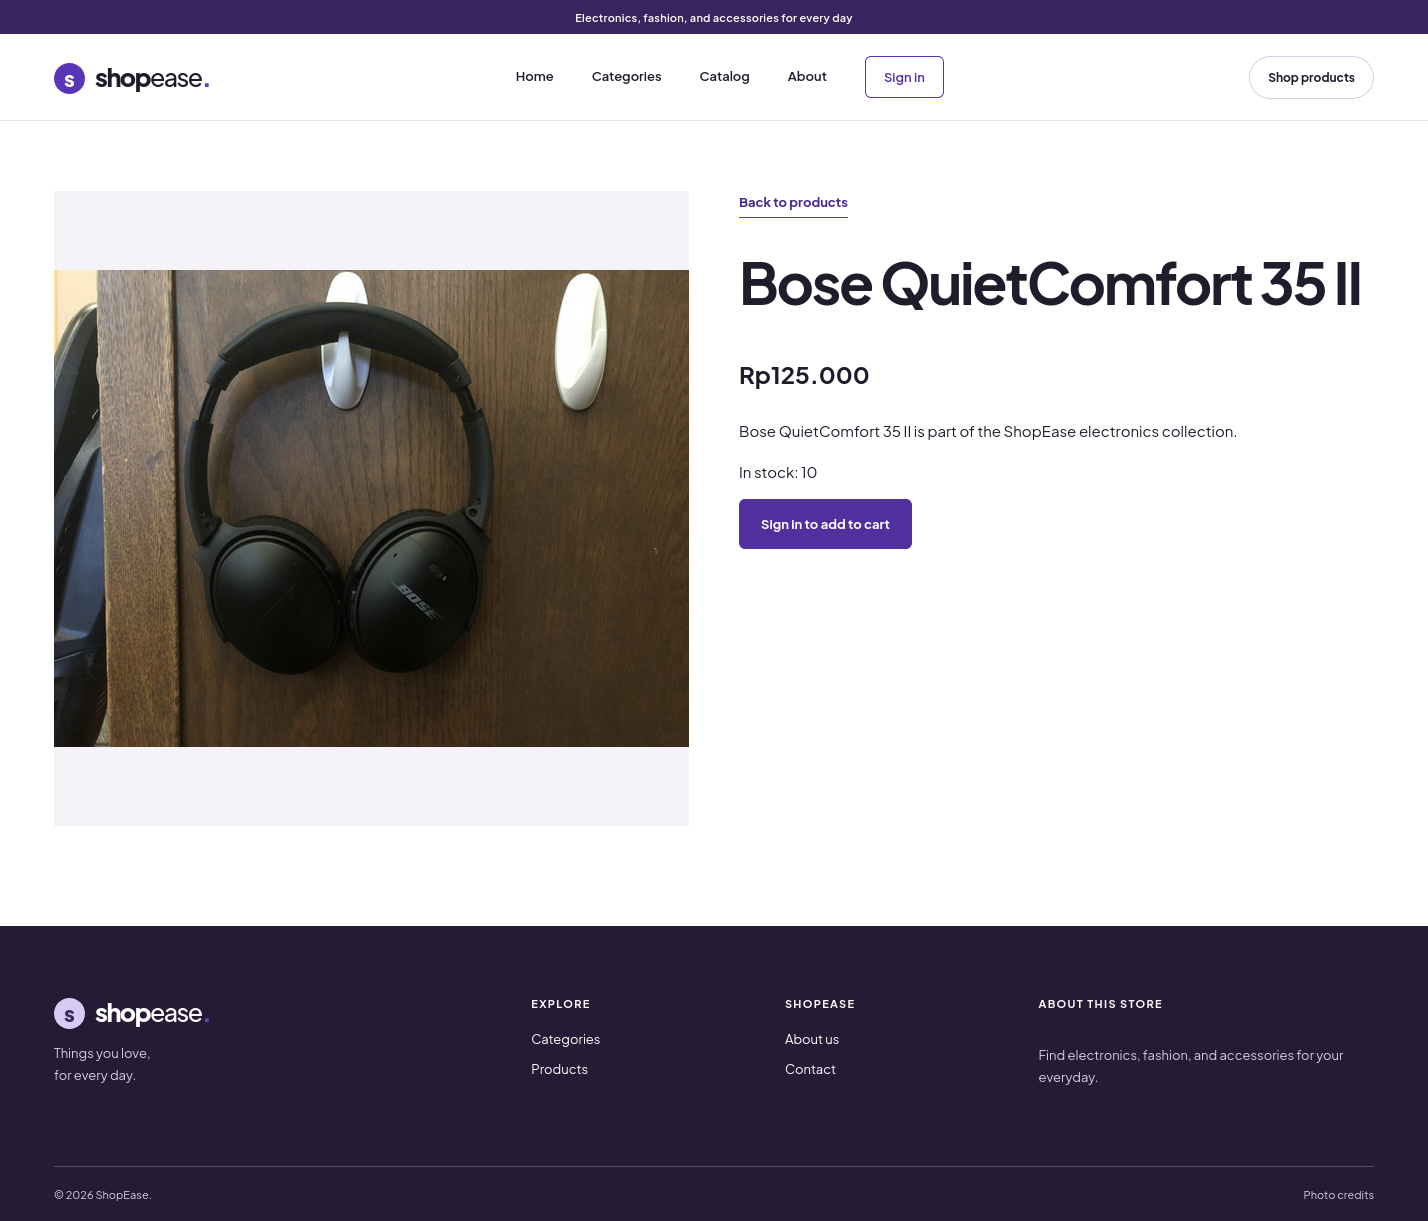 Electronics, fashion, and accessories for every day
s shopease.
Home
Categories
Catalog
About
Sign in
Shop products
Back to products
Bose QuietComfort 35 II
Rp125.000
Bose QuietComfort 35 II is part of the ShopEase electronics collection.
In stock: 10
Sign in to add to cart
BOSE
s shopease.
Things you love,
for every day.
EXPLORE
Categories
Products
SHOPEASE
About us
Contact
ABOUT THIS STORE
Find electronics, fashion, and accessories for your
everyday.
© 2026 ShopEase.
Photo credits